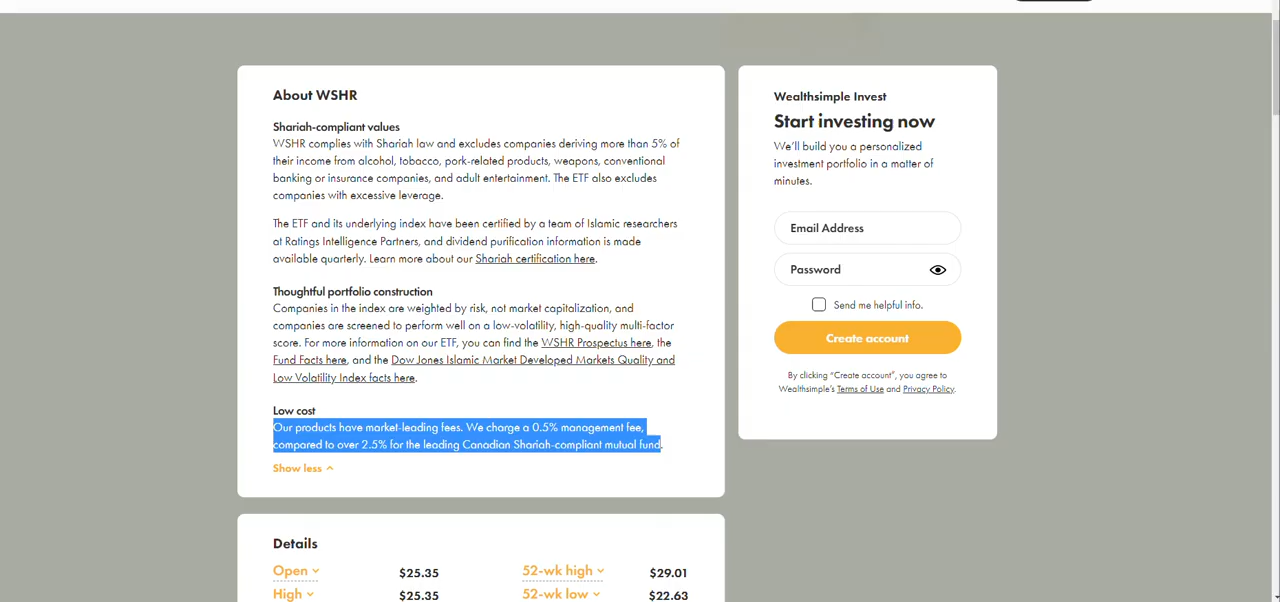 About WSHR
Shariah-compliant values
WSHR complies with Shariah law and excludes companies deriving more than 5% of
their income from alcohol, tobacco, pork-related products, weapons, conventional
banking or insurance companies, and adult entertainment. The ETF also excludes
companies with excessive leverage.
The ETF and its underlying index have been certified by a team of Islamic researchers
at Ratings Intelligence Partners, and dividend purification information is made
available quarterly. Learn more about our Shariah certification here.
Thoughtful portfolio construction
Companies in the index are weighted by risk, not market capitalization, and
companies are screened to perform well on a low-volatility, high-quality multi-factor
score. For more information on our ETF, you can find the WSHR Prospectus here, the
Fund Facts here, and the Dow Jones Islamic Market Developed Markets Quality and
Low Volatility Index facts here.
Low cost
Our products have market-leading fees. We charge a 0.5% management fee,
compared to over 2.5% for the leading Canadian Shariah-compliant mutual fund.
Show less
Wealthsimple Invest
Start investing now
We'll build you a personalized
investment portfolio in a matter of
minutes.
Email Address
Password
Send me helpful info.
Create account
By clicking "Create account", you agree to
Wealthsimple's Terms of Use and Privacy Policy.
Details
Open $25.35 52-wk high $29.01
High $25.35 52-wk low $22.63